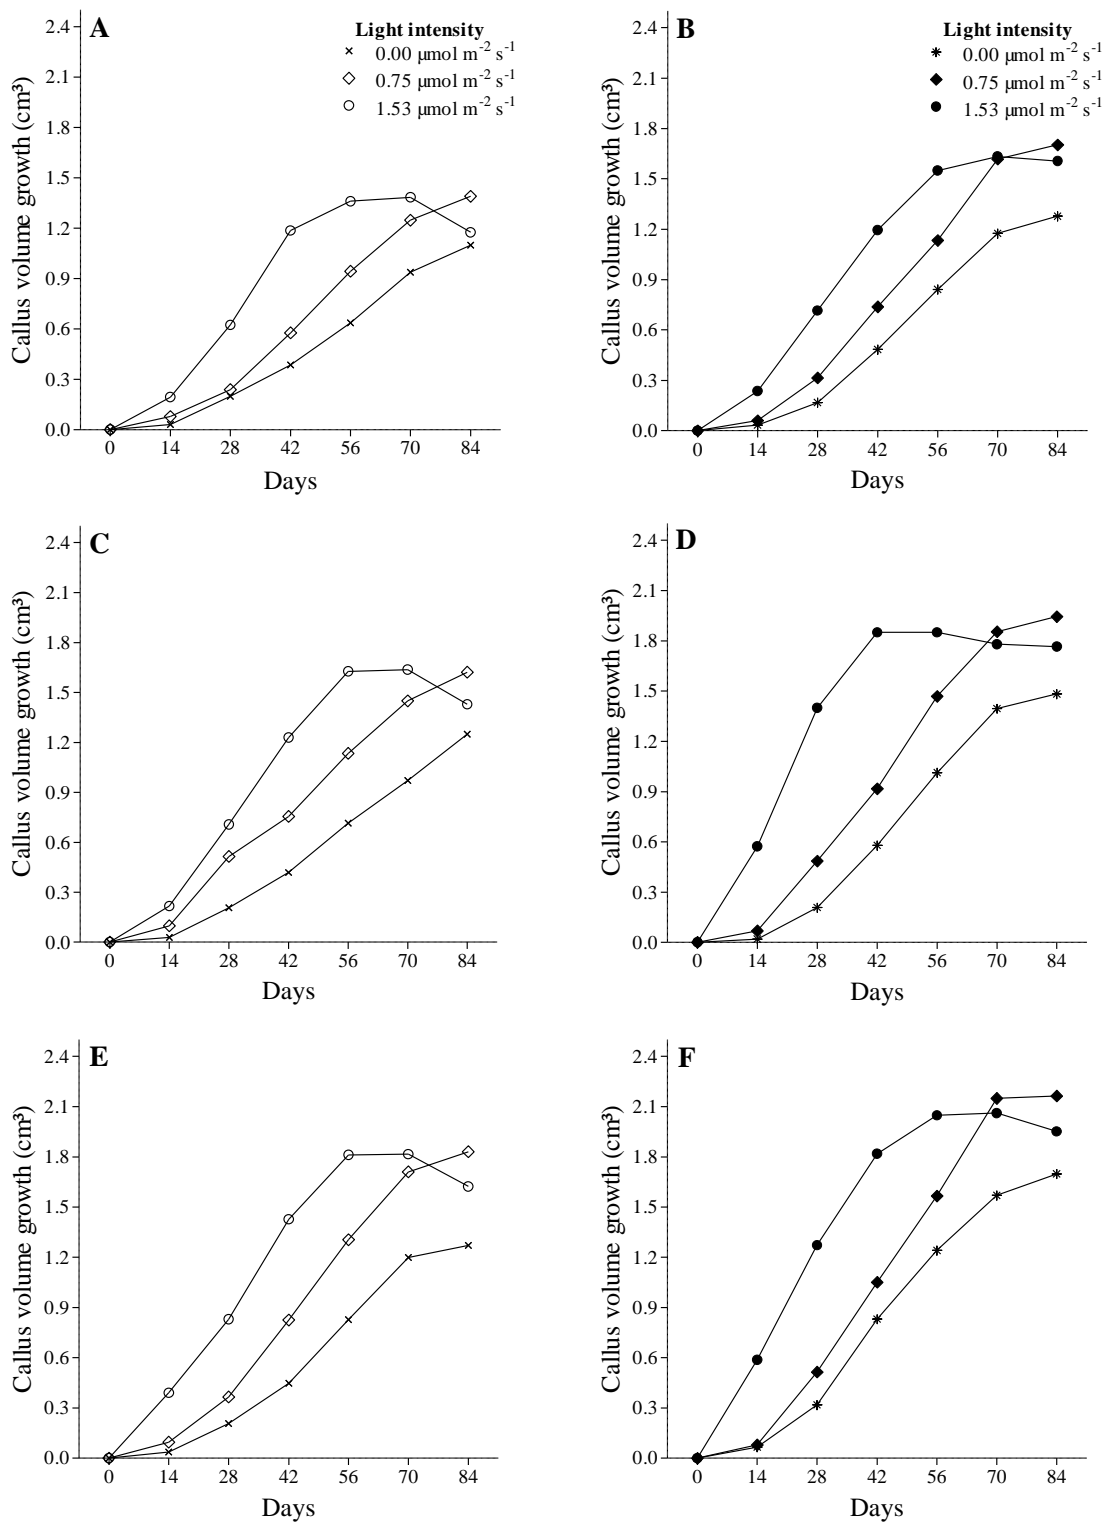 A
Light intensity
0.00 µmol m-2 s-1
0.75 µmol m-2 s-1
1.53 µmol m-2 s-1
Callus volume growth (cm³)
2.4
2.1
1.8
1.5
1.2
0.9
0.6
0.3
0.0
0 14 28 42 56 70 84
Days
B
Light intensity
0.00 µmol m-2 s-1
0.75 µmol m-2 s-1
1.53 µmol m-2 s-1
Callus volume growth (cm³)
2.4
2.1
1.8
1.5
1.2
0.9
0.6
0.3
0.0
0 14 28 42 56 70 84
Days
C
Callus volume growth (cm³)
2.4
2.1
1.8
1.5
1.2
0.9
0.6
0.3
0.0
0 14 28 42 56 70 84
Days
D
Callus volume growth (cm³)
2.4
2.1
1.8
1.5
1.2
0.9
0.6
0.3
0.0
0 14 28 42 56 70 84
Days
E
Callus volume growth (cm³)
2.4
2.1
1.8
1.5
1.2
0.9
0.6
0.3
0.0
0 14 28 42 56 70 84
Days
F
Callus volume growth (cm³)
2.4
2.1
1.8
1.5
1.2
0.9
0.6
0.3
0.0
0 14 28 42 56 70 84
Days